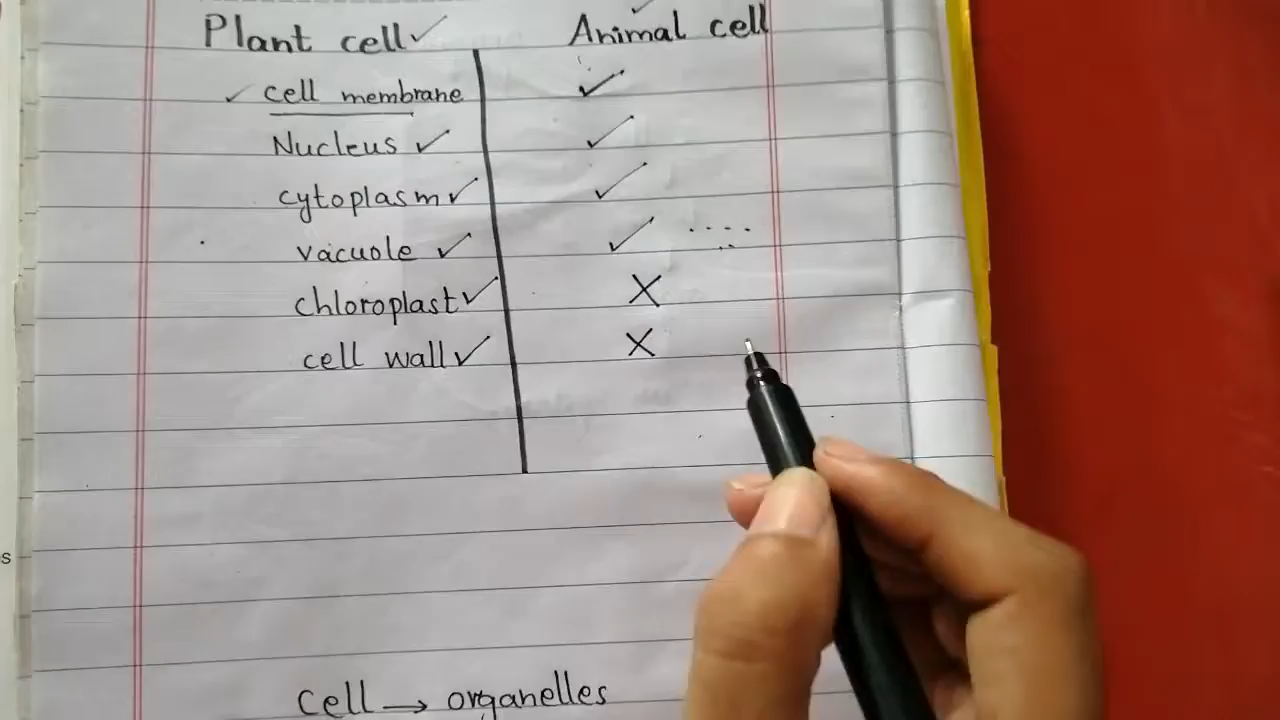 Plant cell✓ Animal cell
✓ cell membrane ✓
Nucleus ✓ ✓
cytoplasm ✓ ✓
vacuole ✓ ✓
chloroplast ✓ X
cell wall ✓ X
cell → organelles
s